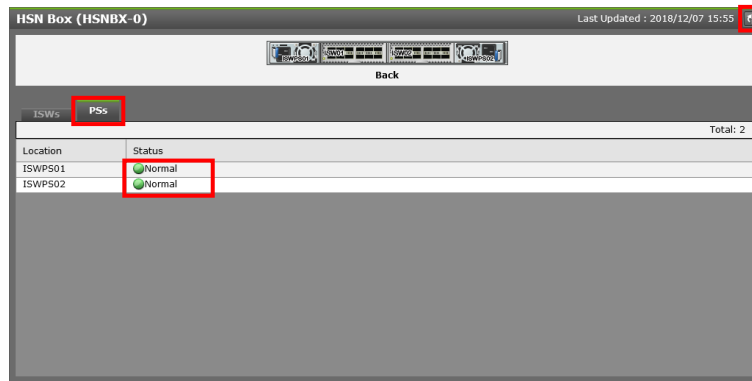 HSN Box (HSNBX-0) Last Updated : 2018/12/07 15:55
ISWPS01 ISW01 ISW02 ISWPS02
Back
ISWs PSs
Total: 2
Location Status
ISWPS01 Normal
ISWPS02 Normal